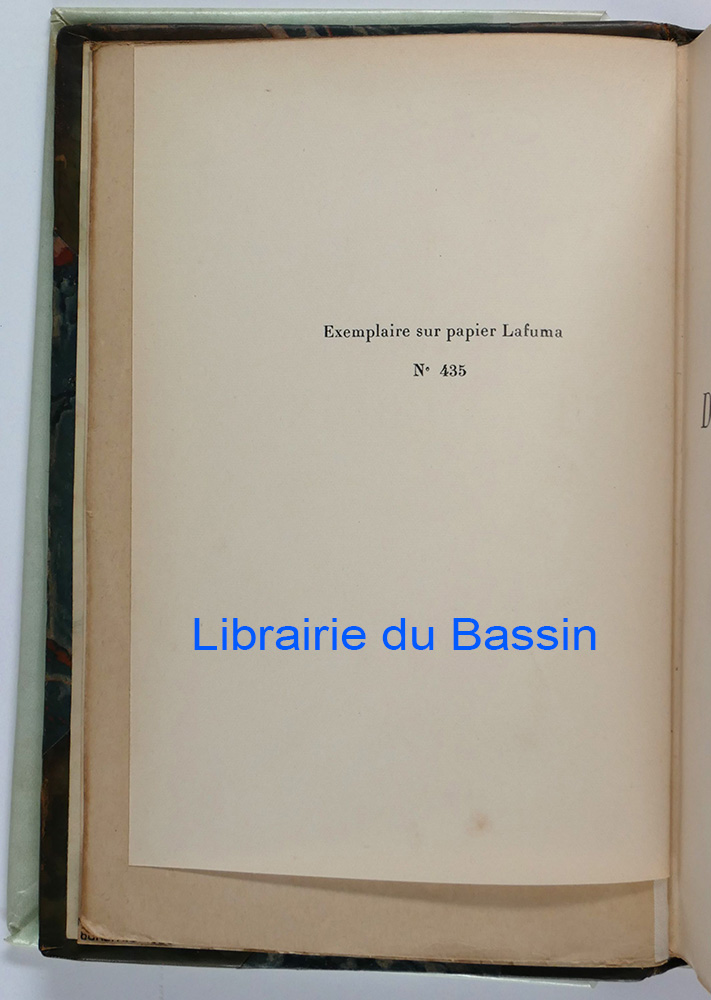 Exemplaire sur papier Lafuma
N° 435
D
Librairie du Bassin